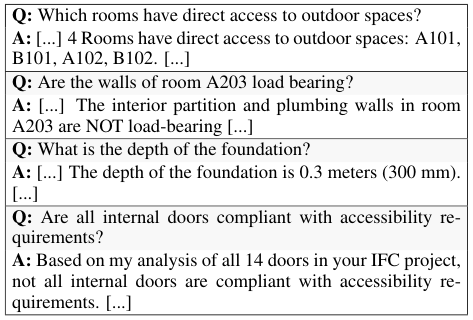 Q: Which rooms have direct access to outdoor spaces?
A: [...] 4 Rooms have direct access to outdoor spaces: A101,
B101, A102, B102. [...]
Q: Are the walls of room A203 load bearing?
A: [...] The interior partition and plumbing walls in room
A203 are NOT load-bearing [...]
Q: What is the depth of the foundation?
A: [...] The depth of the foundation is 0.3 meters (300 mm).
[...]
Q: Are all internal doors compliant with accessibility re-
quirements?
A: Based on my analysis of all 14 doors in your IFC project,
not all internal doors are compliant with accessibility re-
quirements. [...]